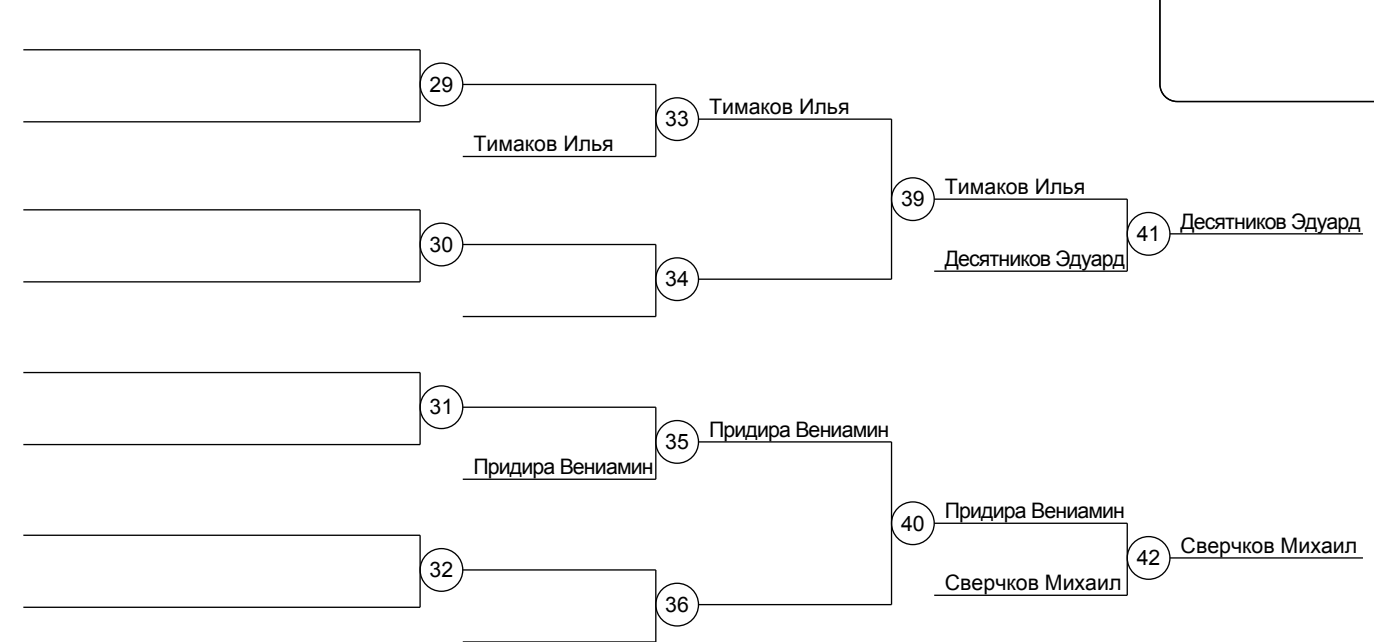 29
Тимаков Илья
33
Тимаков Илья
39
Тимаков Илья
30
34
Десятников Эдуард
41
Десятников Эдуард
31
Придира Вениамин
35
Придира Вениамин
40
Придира Вениамин
32
36
Сверчков Михаил
42
Сверчков Михаил